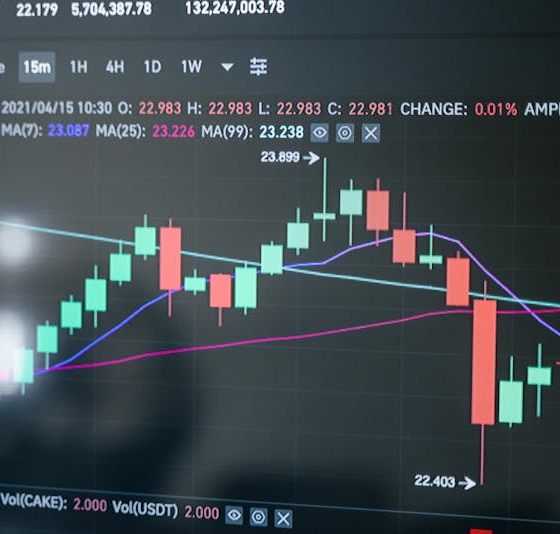 22.179 5,704,387.78 132,247,003.78
15m 1H 4H 1D 1W
2021/04/15 10:30 O: 22.983 H: 22.983 L: 22.983 C: 22.981 CHANGE: 0.01% AMP
MA(7): 23.087 MA(25): 23.226 MA(99): 23.238
23.899
22.403
Vol(CAKE): 2.000 Vol(USDT) 2.000